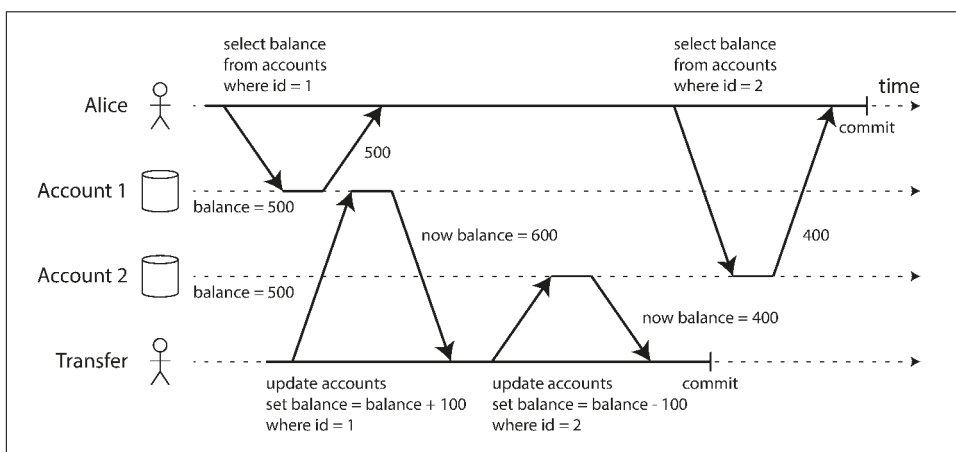 select balance
from accounts
where id = 1
select balance
from accounts
where id = 2
time
Alice
commit
500
Account 1
balance = 500
now balance = 600
400
Account 2
balance = 500
now balance = 400
Transfer
commit
update accounts
set balance = balance + 100
where id = 1
update accounts
set balance = balance - 100
where id = 2